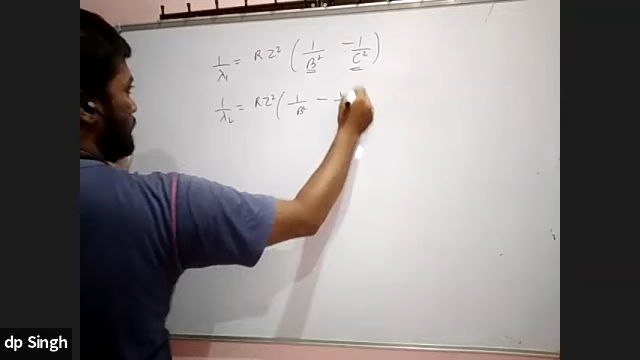 1/λ₁ = RZ² (1/B² - 1/C²)
1/λ₂ = RZ² (1/B² -
dp Singh